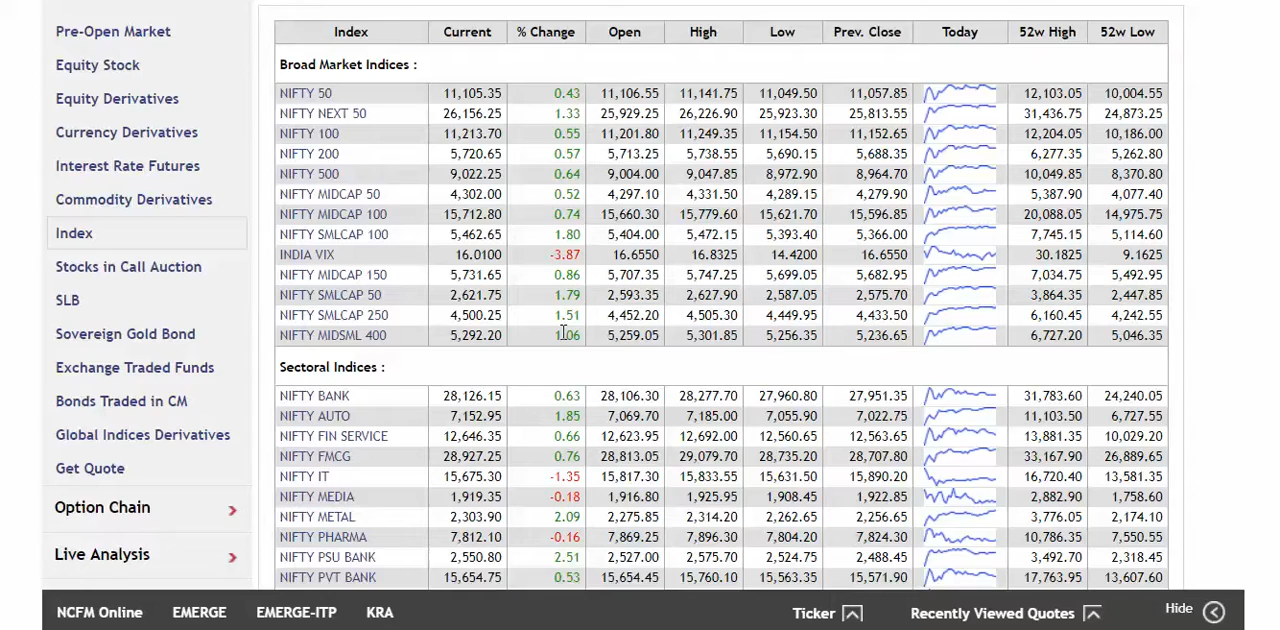 Pre-Open Market
Equity Stock
Equity Derivatives
Currency Derivatives
Interest Rate Futures
Commodity Derivatives
Index
Stocks in Call Auction
SLB
Sovereign Gold Bond
Exchange Traded Funds
Bonds Traded in CM
Global Indices Derivatives
Get Quote
Option Chain
Live Analysis
Index Current % Change Open High Low Prev. Close Today 52w High 52w Low
Broad Market Indices :
NIFTY 50 11,105.35 0.43 11,106.55 11,141.75 11,049.50 11,057.85 12,103.05 10,004.55
NIFTY NEXT 50 26,156.25 1.33 25,929.25 26,226.90 25,923.30 25,813.55 31,436.75 24,873.25
NIFTY 100 11,213.70 0.55 11,201.80 11,249.35 11,154.50 11,152.65 12,204.05 10,186.00
NIFTY 200 5,720.65 0.57 5,713.25 5,738.55 5,690.15 5,688.35 6,277.35 5,262.80
NIFTY 500 9,022.25 0.64 9,004.00 9,047.85 8,972.90 8,964.70 10,049.85 8,370.80
NIFTY MIDCAP 50 4,302.00 0.52 4,297.10 4,331.50 4,289.15 4,279.90 5,387.90 4,077.40
NIFTY MIDCAP 100 15,712.80 0.74 15,660.30 15,779.60 15,621.70 15,596.85 20,088.05 14,975.75
NIFTY SMLCAP 100 5,462.65 1.80 5,404.00 5,472.15 5,393.40 5,366.00 7,745.15 5,114.60
INDIA VIX 16.0100 -3.87 16.6550 16.8325 14.4200 16.6550 30.1825 9.1625
NIFTY MIDCAP 150 5,731.65 0.86 5,707.35 5,747.25 5,699.05 5,682.95 7,034.75 5,492.95
NIFTY SMLCAP 50 2,621.75 1.79 2,593.35 2,627.90 2,587.05 2,575.70 3,864.35 2,447.85
NIFTY SMLCAP 250 4,500.25 1.51 4,452.20 4,505.30 4,449.95 4,433.50 6,160.45 4,242.55
NIFTY MIDSML 400 5,292.20 1.06 5,259.05 5,301.85 5,256.35 5,236.65 6,727.20 5,046.35
Sectoral Indices :
NIFTY BANK 28,126.15 0.63 28,106.30 28,277.70 27,960.80 27,951.35 31,783.60 24,240.05
NIFTY AUTO 7,152.95 1.85 7,069.70 7,185.00 7,055.90 7,022.75 11,103.50 6,727.55
NIFTY FIN SERVICE 12,646.35 0.66 12,623.95 12,692.00 12,560.65 12,563.65 13,881.35 10,029.20
NIFTY FMCG 28,927.25 0.76 28,813.05 29,079.70 28,735.20 28,707.80 33,167.90 26,889.65
NIFTY IT 15,675.30 -1.35 15,817.30 15,833.55 15,631.50 15,890.20 16,720.40 13,581.35
NIFTY MEDIA 1,919.35 -0.18 1,916.80 1,925.95 1,908.45 1,922.85 2,882.90 1,758.60
NIFTY METAL 2,303.90 2.09 2,275.85 2,314.20 2,262.65 2,256.65 3,776.05 2,174.10
NIFTY PHARMA 7,812.10 -0.16 7,869.25 7,896.30 7,804.20 7,824.30 10,786.35 7,550.55
NIFTY PSU BANK 2,550.80 2.51 2,527.00 2,575.70 2,524.75 2,488.45 3,492.70 2,318.45
NIFTY PVT BANK 15,654.75 0.53 15,654.45 15,760.10 15,563.35 15,571.90 17,763.95 13,607.60
NCFM Online EMERGE EMERGE-ITP KRA Ticker Recently Viewed Quotes Hide